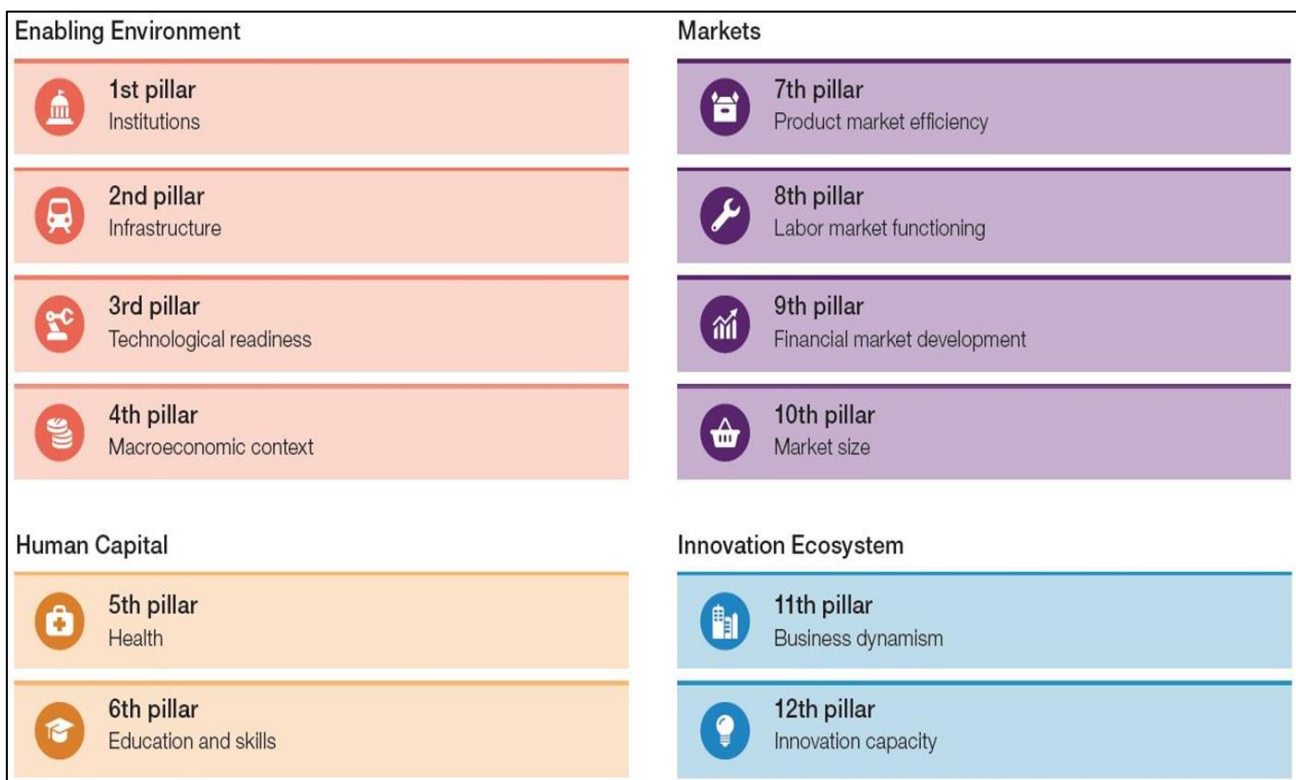 Enabling Environment
1st pillar
Institutions
2nd pillar
Infrastructure
3rd pillar
Technological readiness
4th pillar
Macroeconomic context
Markets
7th pillar
Product market efficiency
8th pillar
Labor market functioning
9th pillar
Financial market development
10th pillar
Market size
Human Capital
5th pillar
Health
6th pillar
Education and skills
Innovation Ecosystem
11th pillar
Business dynamism
12th pillar
Innovation capacity